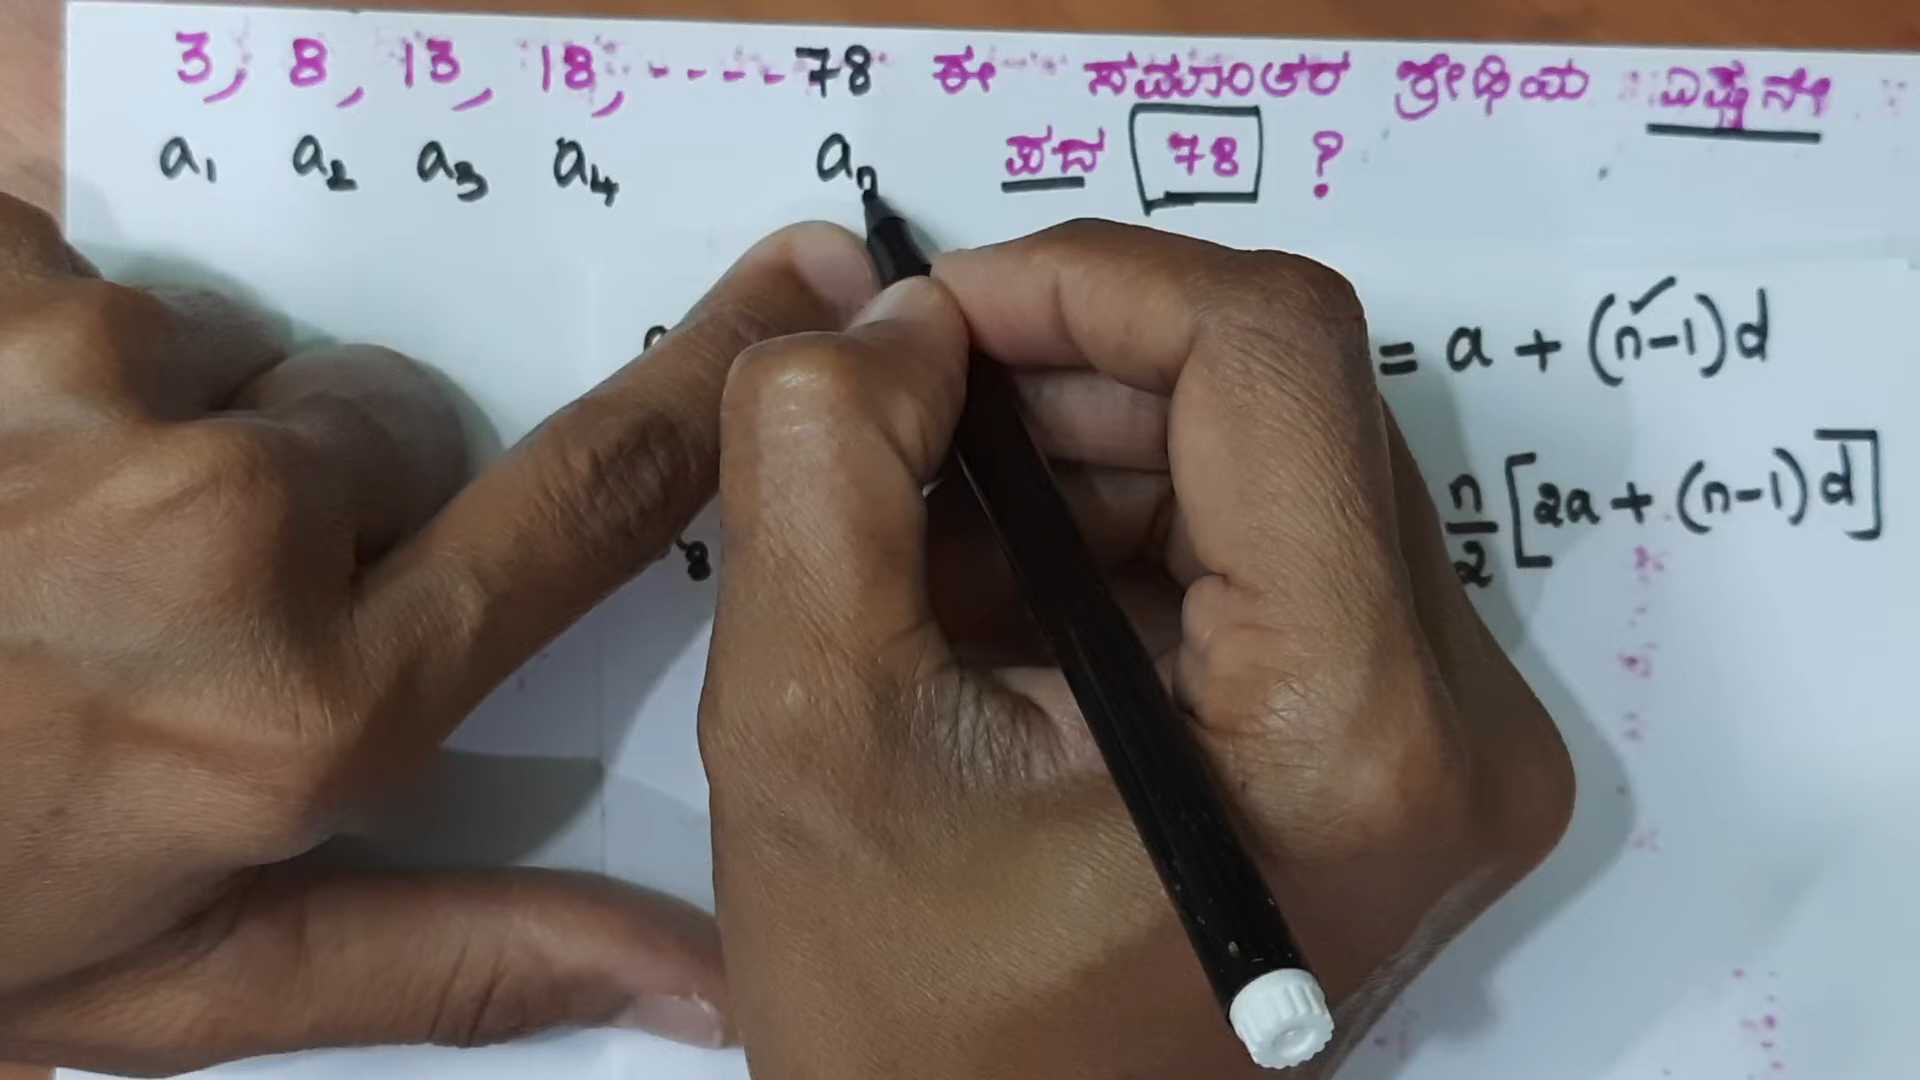 3, 8, 13, 18, ----78 ಈ ಸಮಾಂತರ ಶ್ರೇಢಿಯ ಎಷ್ಟನೇ
a₁ a₂ a₃ a₄ aₙ ಪದ 78 ?
= a + (n-1)d
n/2 [2a + (n-1)d]